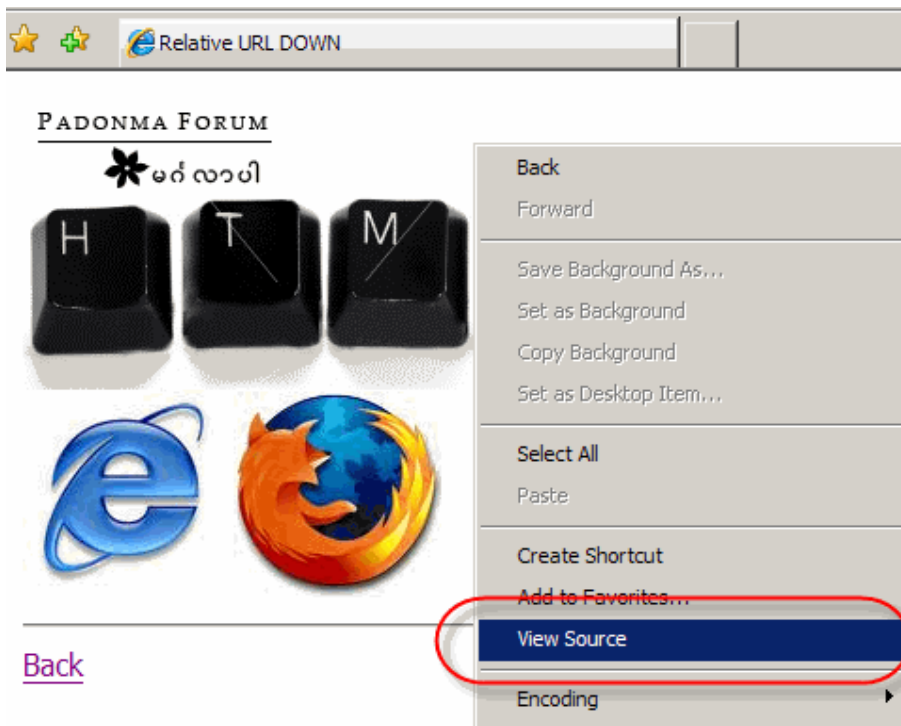 Relative URL DOWN
PADONMA FORUM
မင်္ဂလာပါ
H T M
Back
Forward
Save Background As...
Set as Background
Copy Background
Set as Desktop Item...
Select All
Paste
Create Shortcut
Add to Favorites...
View Source
Encoding
Back